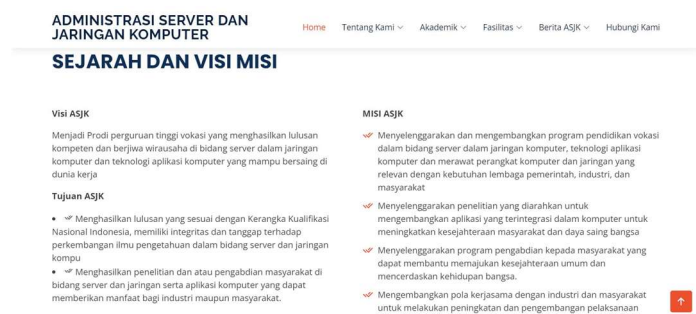 ADMINISTRASI SERVER DAN
JARINGAN KOMPUTER
Home Tentang Kami Akademik Fasilitas Berita ASJK Hubungi Kami
SEJARAH DAN VISI MISI
Visi ASJK
Menjadi Prodi perguruan tinggi vokasi yang menghasilkan lulusan
kompeten dan berjiwa wirausaha di bidang server dalam jaringan
komputer dan teknologi aplikasi komputer yang mampu bersaing di
dunia kerja
Tujuan ASJK
Menghasilkan lulusan yang sesuai dengan Kerangka Kualifikasi
Nasional Indonesia, memiliki integritas dan tanggap terhadap
perkembangan ilmu pengetahuan dalam bidang server dan jaringan
kompu
Menghasilkan penelitian dan atau pengabdian masyarakat di
bidang server dan jaringan serta aplikasi komputer yang dapat
memberikan manfaat bagi industri maupun masyarakat.
MISI ASJK
Menyelenggarakan dan mengembangkan program pendidikan vokasi
dalam bidang server dalam jaringan komputer, teknologi aplikasi
komputer dan merawat perangkat komputer dan jaringan yang
relevan dengan kebutuhan lembaga pemerintah, industri, dan
masyarakat
Menyelenggarakan penelitian yang diarahkan untuk
mengembangkan aplikasi yang terintegrasi dalam komputer untuk
meningkatkan kesejahteraan masyarakat dan daya saing bangsa
Menyelenggarakan program pengabdian kepada masyarakat yang
dapat membantu memajukan kesejahteraan umum dan
mencerdaskan kehidupan bangsa.
Mengembangkan pola kerjasama dengan industri dan masyarakat
untuk melakukan peningkatan dan pengembangan pelaksanaan